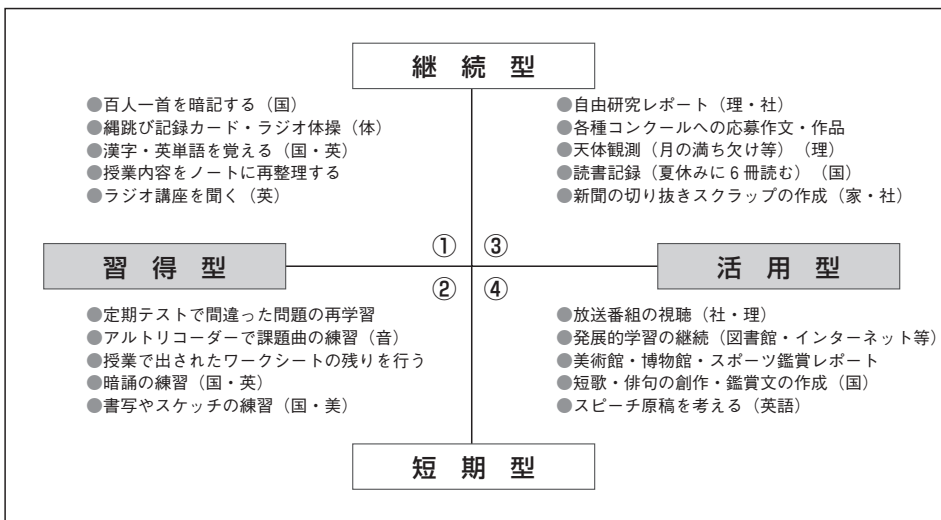 継続型
●百人一首を暗記する（国）
●縄跳び記録カード・ラジオ体操（体）
●漢字・英単語を覚える（国・英）
●授業内容をノートに再整理する
●ラジオ講座を聞く（英）
●自由研究レポート（理・社）
●各種コンクールへの応募作文・作品
●天体観測（月の満ち欠け等）（理）
●読書記録（夏休みに６冊読む）（国）
●新聞の切り抜きスクラップの作成（家・社）
① ③
習得型
活用型
② ④
●定期テストで間違った問題の再学習
●アルトリコーダーで課題曲の練習（音）
●授業で出されたワークシートの残りを行う
●暗誦の練習（国・英）
●書写やスケッチの練習（国・美）
●放送番組の視聴（社・理）
●発展的学習の継続（図書館・インターネット等）
●美術館・博物館・スポーツ鑑賞レポート
●短歌・俳句の創作・鑑賞文の作成（国）
●スピーチ原稿を考える（英語）
短期型